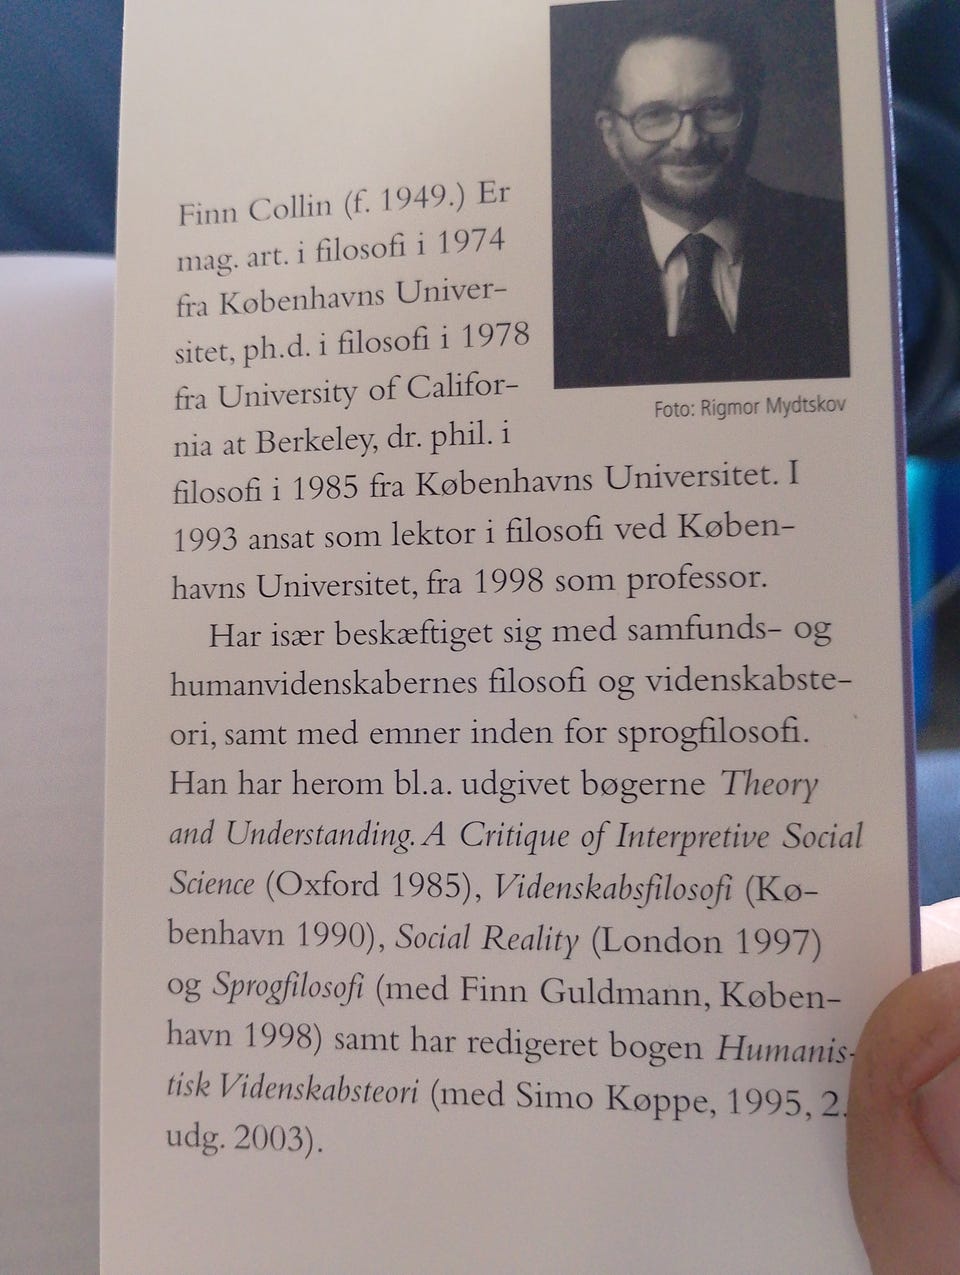 Finn Collin (f. 1949.) Er
mag. art. i filosofi i 1974
fra Københavns Univer-
sitet, ph.d. i filosofi i 1978
fra University of Califor-
nia at Berkeley, dr. phil. i
Foto: Rigmor Mydtskov
filosofi i 1985 fra Københavns Universitet. I
1993 ansat som lektor i filosofi ved Køben-
havns Universitet, fra 1998 som professor.
Har især beskæftiget sig med samfunds- og
humanvidenskabernes filosofi og videnskabste-
ori, samt med emner inden for sprogfilosofi.
Han har herom bl.a. udgivet bøgerne Theory
and Understanding. A Critique of Interpretive Social
Science (Oxford 1985), Videnskabsfilosofi (Kø-
benhavn 1990), Social Reality (London 1997)
og Sprogfilosofi (med Finn Guldmann, Køben-
havn 1998) samt har redigeret bogen Humanis-
tisk Videnskabsteori (med Simo Køppe, 1995, 2.
udg. 2003).